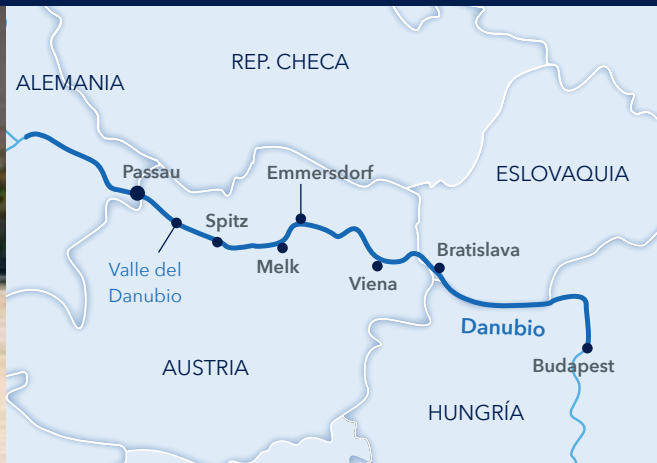 REP. CHECA
ALEMANIA
Passau
Emmersdorf
ESLOVAQUIA
Spitz
Bratislava
Valle del
Danubio
Melk
Viena
Danubio
AUSTRIA
Budapest
HUNGRÍA